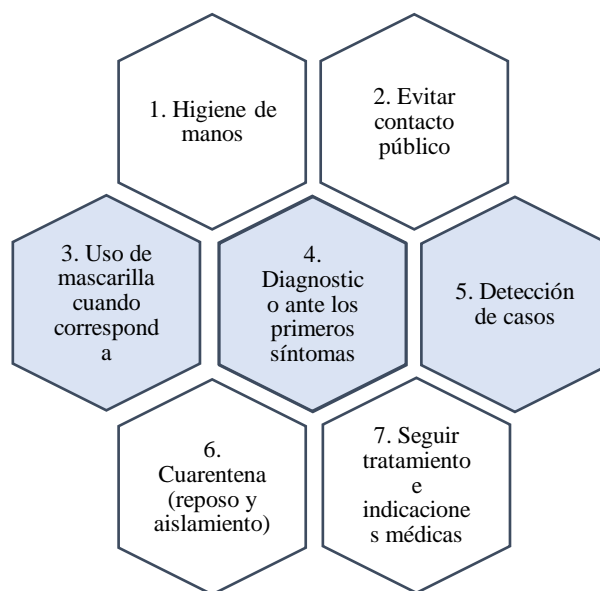 1. Higiene de
manos
2. Evitar
contacto
público
3. Uso de
mascarilla
cuando
correspond
a
4.
Diagnostic
o ante los
primeros
síntomas
5. Detección
de casos
6.
Cuarentena
(reposo y
aislamiento)
7. Seguir
tratamiento
e
indicacione
s médicas